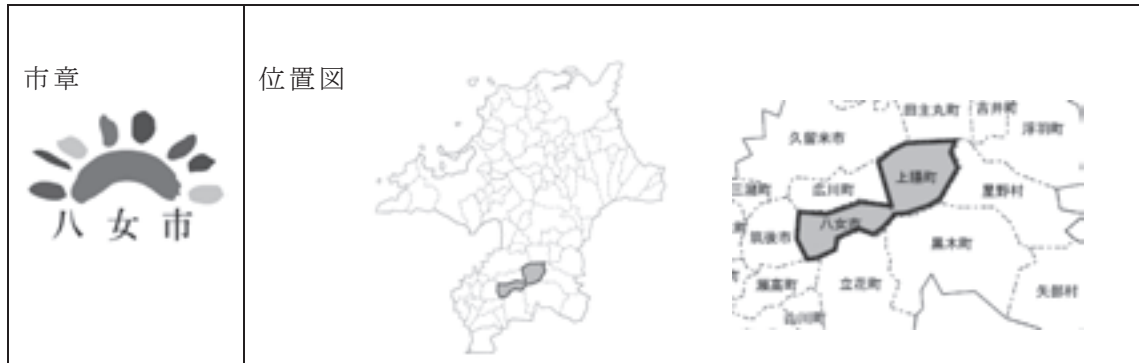 市章
八女市
位置図
田主丸町
吉井町
浮羽町
久留米市
三潴町
広川町
上陽町
星野村
筑後市
八女市
黒木町
瀬高町
立花町
矢部村
山川町